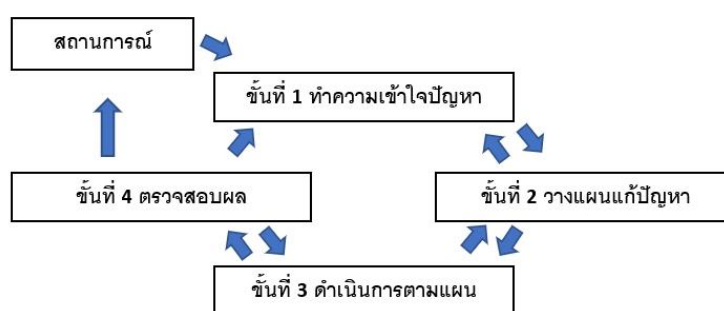 สถานการณ์
ขั้นที่ 1 ทำความเข้าใจปัญหา
ขั้นที่ 4 ตรวจสอบผล
ขั้นที่ 2 วางแผนแก้ปัญหา
ขั้นที่ 3 ดำเนินการตามแผน